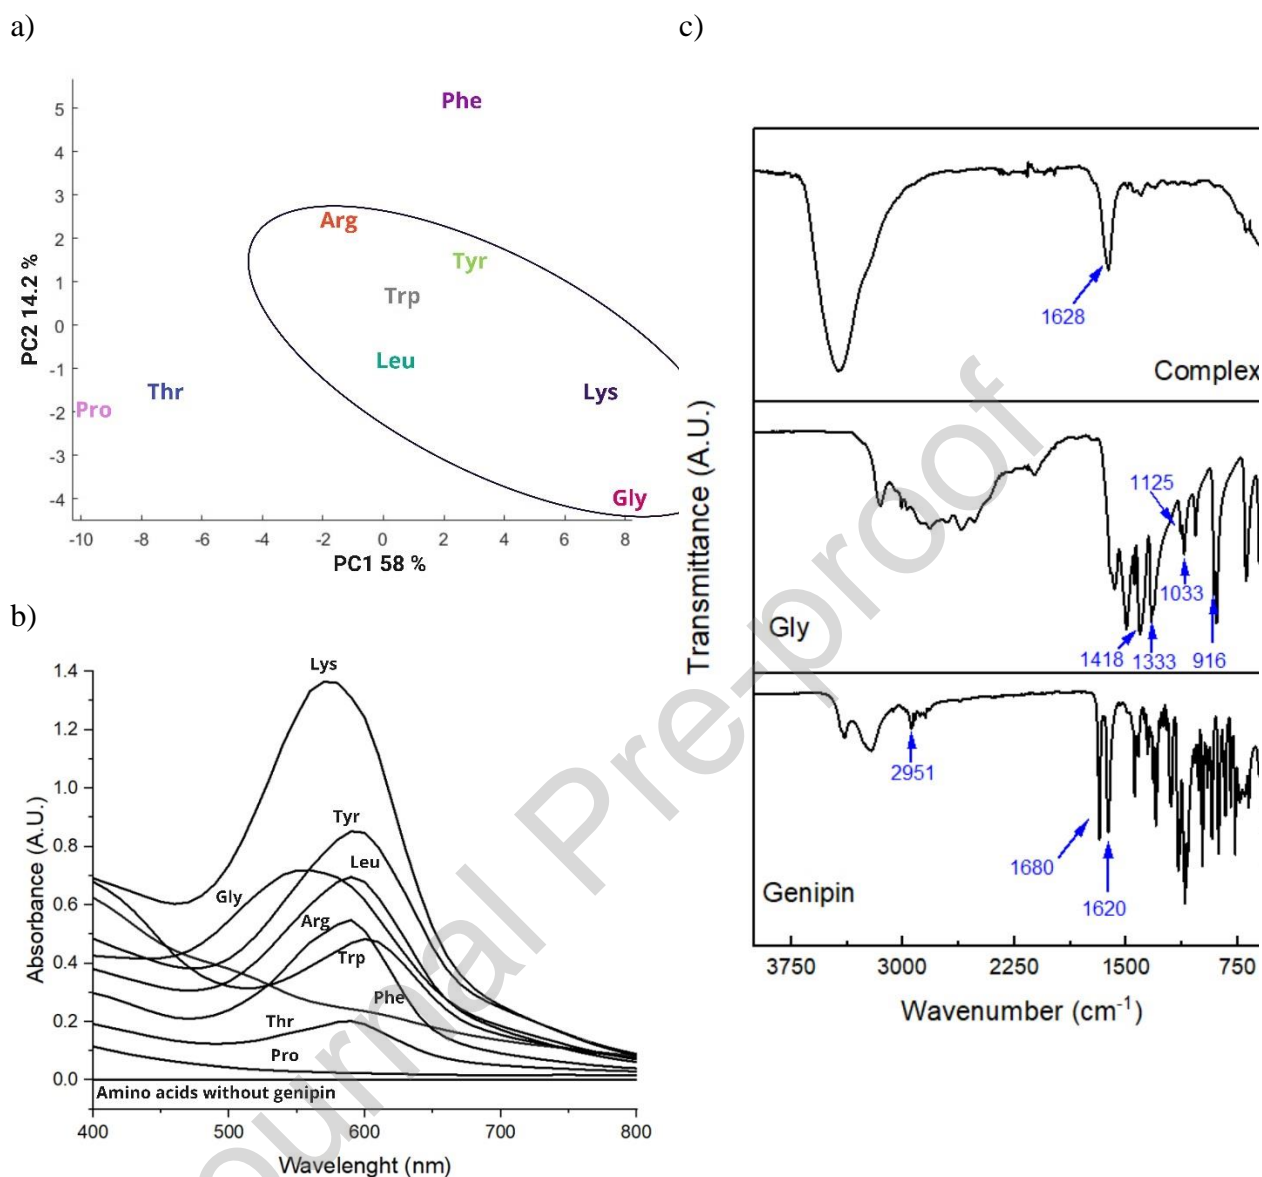 a)
Phe
Arg
Tyr
Trp
Leu
Thr
Lys
Pro
Gly
5
4
3
2
1
0
-1
-2
-3
-4
PC2 14.2 %
-10 -8 -6 -4 -2 0 2 4 6 8
PC1 58 %
b)
Lys
Tyr
Leu
Gly
Arg
Trp
Phe
Thr
Pro
Amino acids without genipin
1.4
1.2
1.0
0.8
0.6
0.4
0.2
0.0
Absorbance (A.U.)
400 500 600 700 800
Wavelenght (nm)
c)
1628
Complex
1125
1033
Gly
1418 1333 916
2951
1680
1620
Genipin
Transmittance (A.U.)
3750 3000 2250 1500 750
Wavenumber (cm-1)
ournal Pre-proof